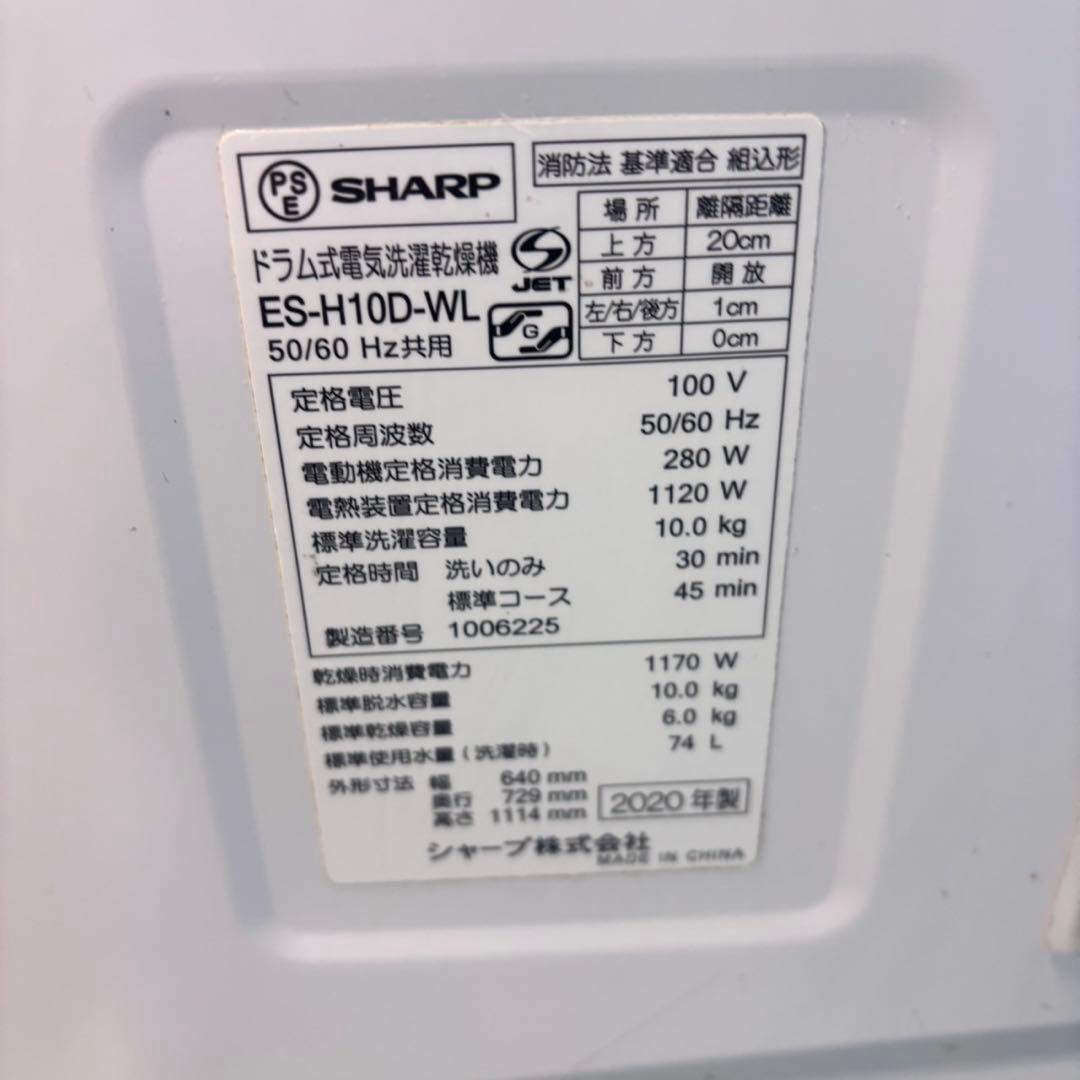 PSE SHARP
消防法 基準適合 組込形
場所 離隔距離
上方 20cm
前方 開放
左/右/後方 1cm
下方 0cm
ドラム式電気洗濯乾燥機
JET
ES-H10D-WL
G
50/60 Hz共用
定格電圧 100 V
定格周波数 50/60 Hz
電動機定格消費電力 280 W
電熱装置定格消費電力 1120 W
標準洗濯容量 10.0 kg
定格時間 洗いのみ 30 min
標準コース 45 min
製造番号 1006225
乾燥時消費電力 1170 W
標準脱水容量 10.0 kg
標準乾燥容量 6.0 kg
標準使用水量(洗濯時) 74 L
外形寸法 幅 640 mm
奥行 729 mm
高さ 1114 mm
2020 年製
シャープ株式会社
MADE IN CHINA